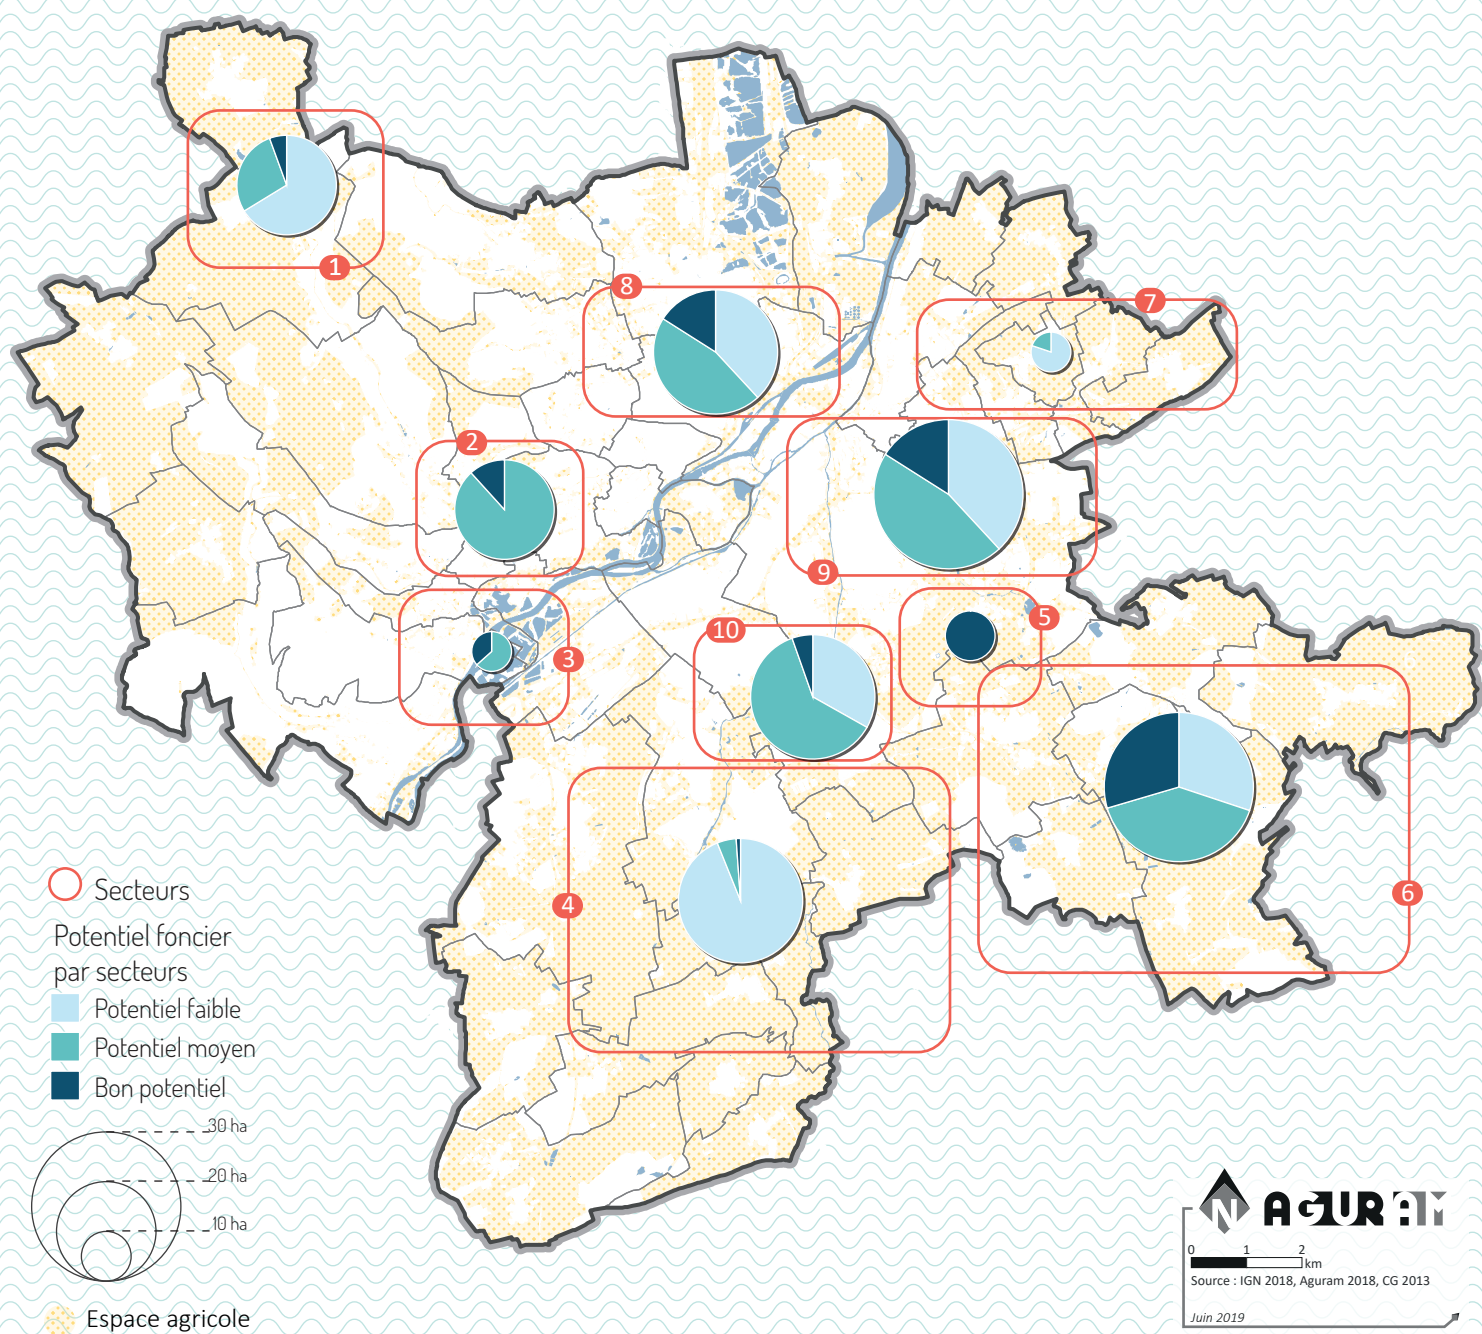 1
8
7
2
9
5
10
3
4
6
Secteurs
Potentiel foncier
par secteurs
Potentiel faible
Potentiel moyen
Bon potentiel
30 ha
20 ha
10 ha
Espace agricole
N AGURAM
0 1 2
km
Source : IGN 2018, Aguram 2018, CG 2013
Juin 2019